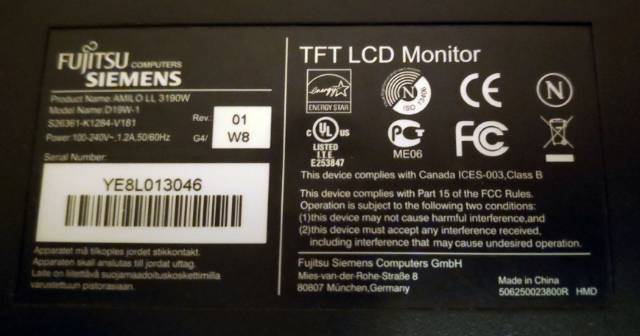 FUJITSU COMPUTERS
SIEMENS
Product Name:AMILO LL 3190W
Model Name:D19W-1
S26361-K1284-V181
Power:100-240V~,1.2A,50/60Hz
Rev. 01
G4/ W8
Serial Number:
YE8L013046
Apparatet må tilkoples jordet stikkontakt.
Apparaten skall anslutas till jordat uttag.
Laite on liitettävä suojamaadoituskoskettimilla
varustettuun pistorasiaan.
TFT LCD Monitor
energy
ENERGY STAR
N
ISO 13406
CE
N
C UL US
LISTED
I.T.E.
E253847
PCT
ME06
FC
This device complies with Canada ICES-003,Class B
This device complies with Part 15 of the FCC Rules.
Operation is subject to the following two conditions:
(1)this device may not cause harmful interference,and
(2)this device must accept any interference received,
including interference that may cause undesired operation.
Fujitsu Siemens Computers GmbH
Mies-van-der-Rohe-Straße 8
80807 München,Germany
Made in China
506250023800R HMD